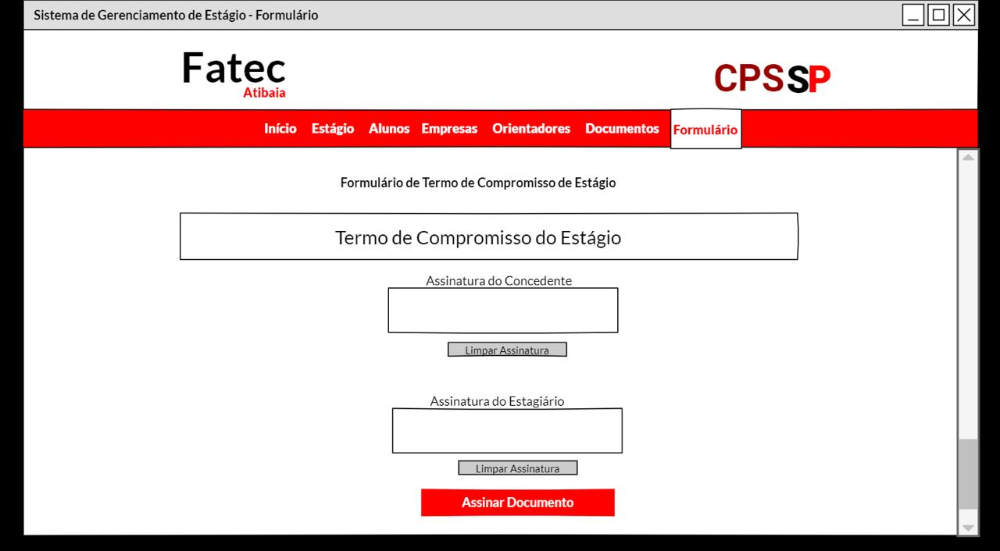 Sistema de Gerenciamento de Estágio - Formulário
Fatec
Atibaia
CPS SP
Início Estágio Alunos Empresas Orientadores Documentos Formulário
Formulário de Termo de Compromisso de Estágio
Termo de Compromisso do Estágio
Assinatura do Concedente
Limpar Assinatura
Assinatura do Estagiário
Limpar Assinatura
Assinar Documento